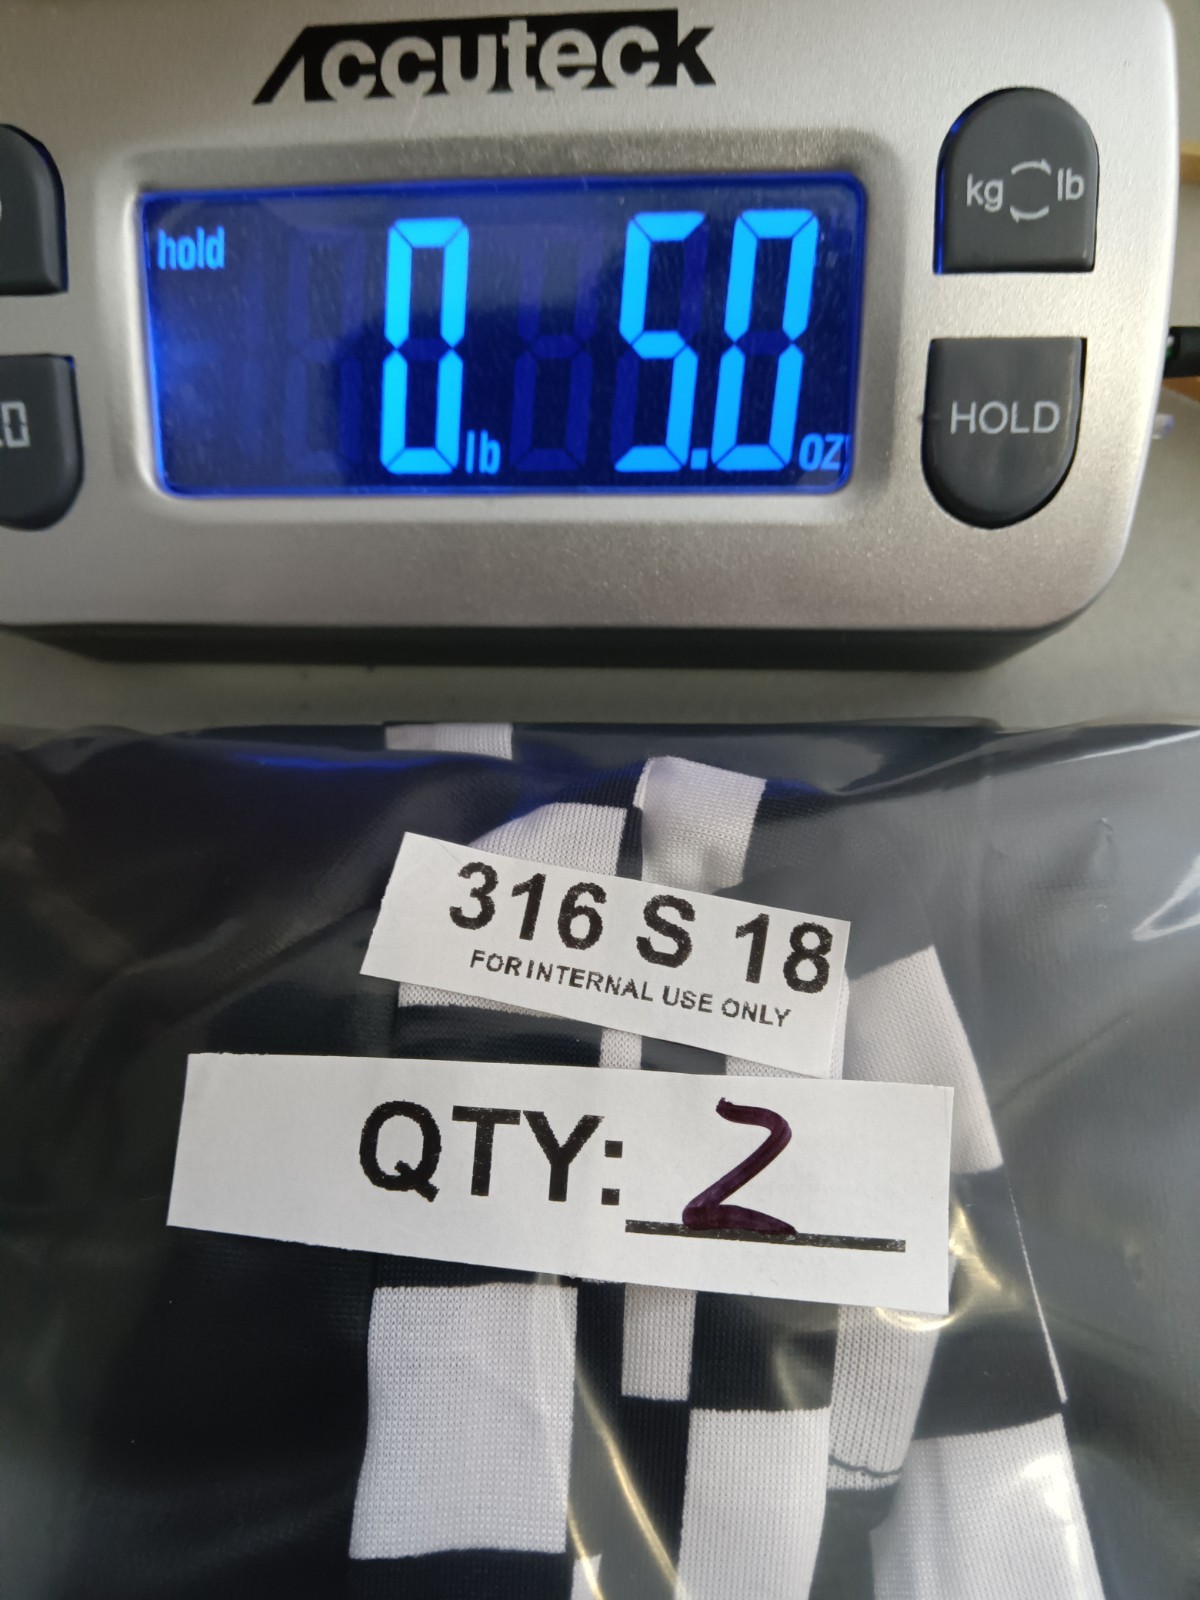 Accuteck
hold
0 lb 5.0 oz
kg lb
HOLD
316 S 18
FOR INTERNAL USE ONLY
QTY: 2